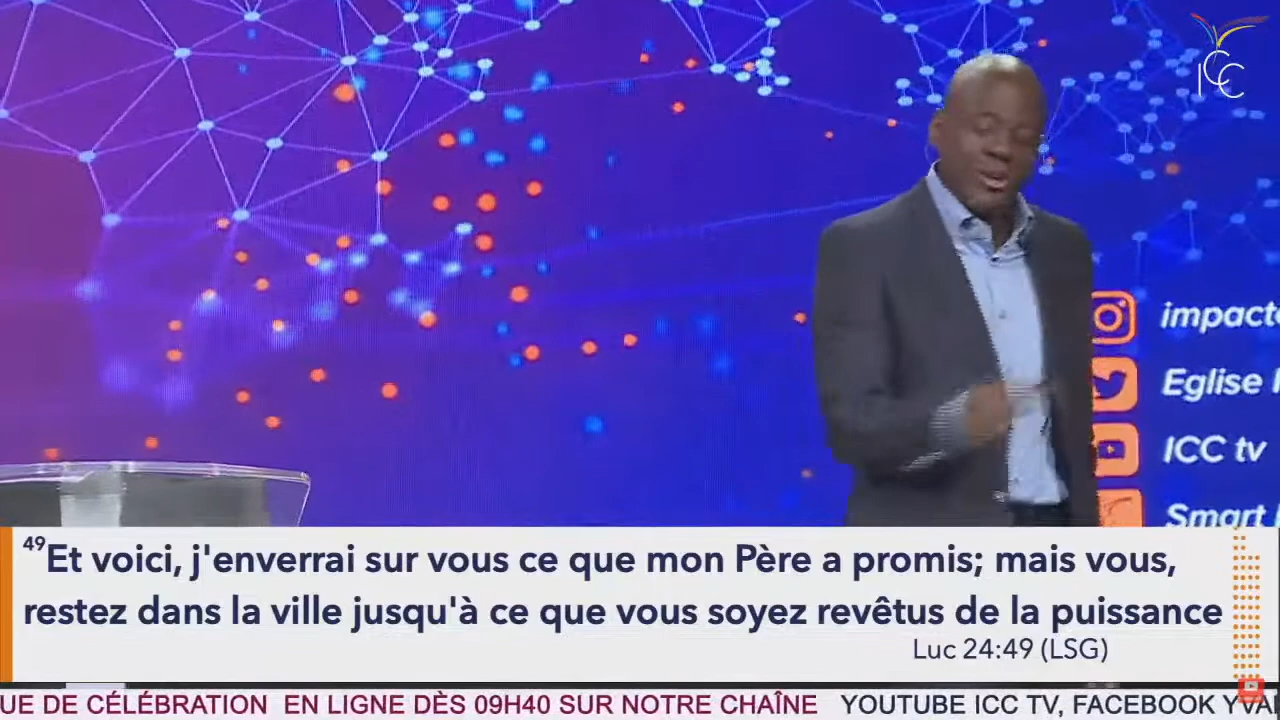 ICC
impact
Eglise
ICC tv
Smart
49Et voici, j'enverrai sur vous ce que mon Père a promis; mais vous,
restez dans la ville jusqu'à ce que vous soyez revêtus de la puissance
Luc 24:49 (LSG)
UE DE CÉLÉBRATION EN LIGNE DÈS 09H40 SUR NOTRE CHAÎNE YOUTUBE ICC TV, FACEBOOK YVA